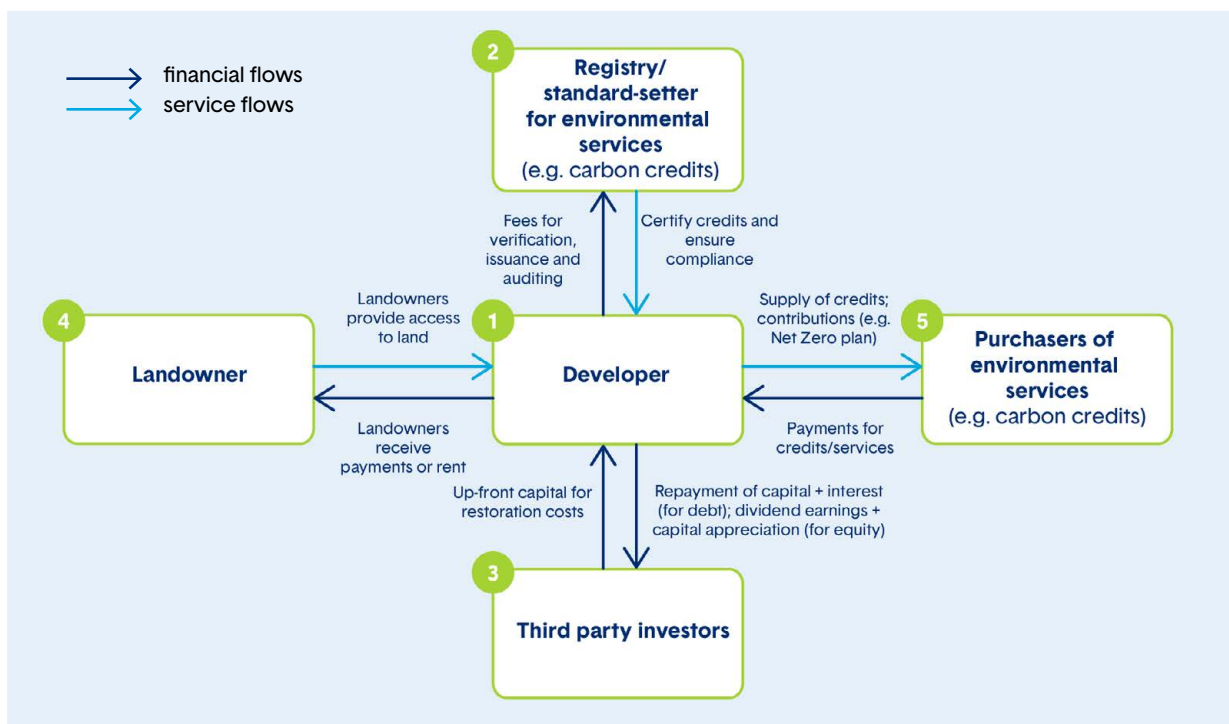 financial flows
service flows
2
Registry/
standard-setter
for environmental
services
(e.g. carbon credits)
Fees for
verification,
issuance and
auditing
Certify credits and
ensure
compliance
4
Landowner
Landowners
provide access
to land
Landowners
receive
payments or rent
1
Developer
Supply of credits;
contributions (e.g.
Net Zero plan)
Payments for
credits/services
5
Purchasers of
environmental
services
(e.g. carbon credits)
Up-front capital for
restoration costs
Repayment of capital + interest
(for debt); dividend earnings +
capital appreciation (for equity)
3
Third party investors